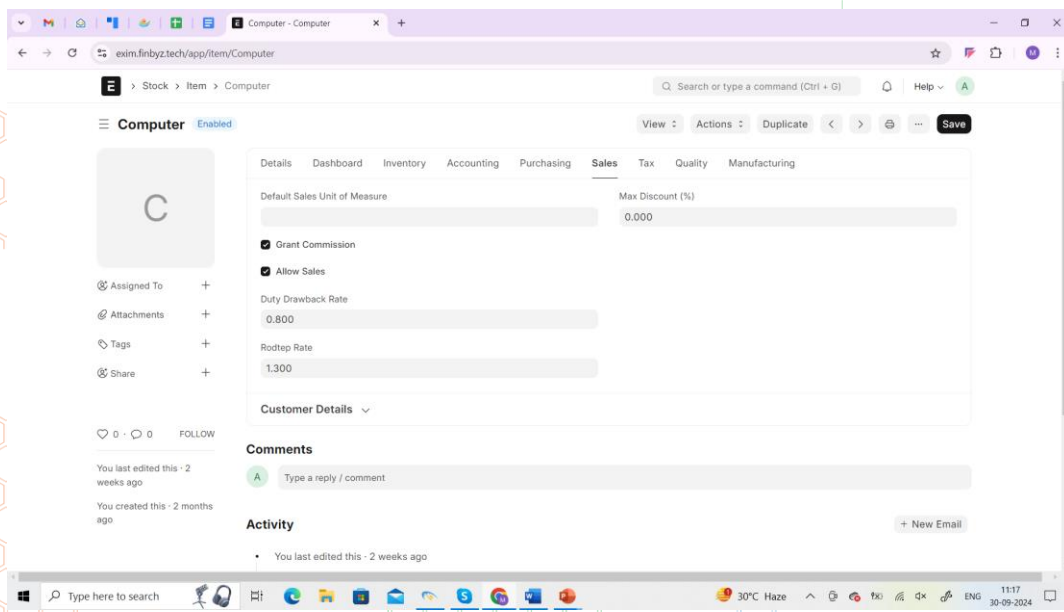 Computer - Computer
exim.finbyz.tech/app/item/Computer
M
E > Stock > Item > Computer
Search or type a command (Ctrl + G)
Help
A
Computer Enabled
View Actions Duplicate < > ... Save
C
Details Dashboard Inventory Accounting Purchasing Sales Tax Quality Manufacturing
Default Sales Unit of Measure
Max Discount (%)
0.000
Grant Commission
Allow Sales
Duty Drawback Rate
0.800
Rodtep Rate
1.300
Customer Details
Assigned To +
Attachments +
Tags +
Share +
0 · 0 FOLLOW
You last edited this · 2
weeks ago
You created this · 2 months
ago
Comments
A Type a reply / comment
Activity
+ New Email
• You last edited this · 2 weeks ago
Type here to search
30°C Haze
ENG
11:17
30-09-2024